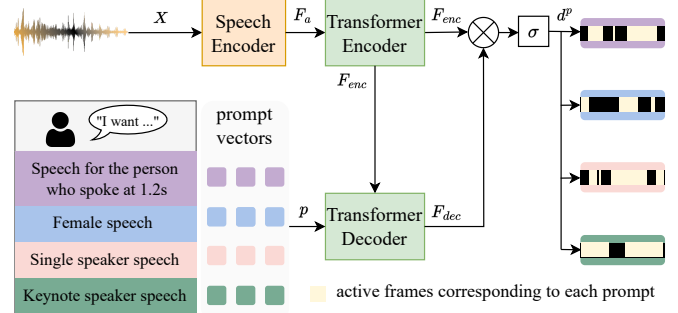 X
Speech
Encoder
F_a
Transformer
Encoder
F_enc
σ
d^p
F_enc
"I want ..."
prompt
vectors
Speech for the person
who spoke at 1.2s
Female speech
Single speaker speech
Keynote speaker speech
p
Transformer
Decoder
F_dec
active frames corresponding to each prompt